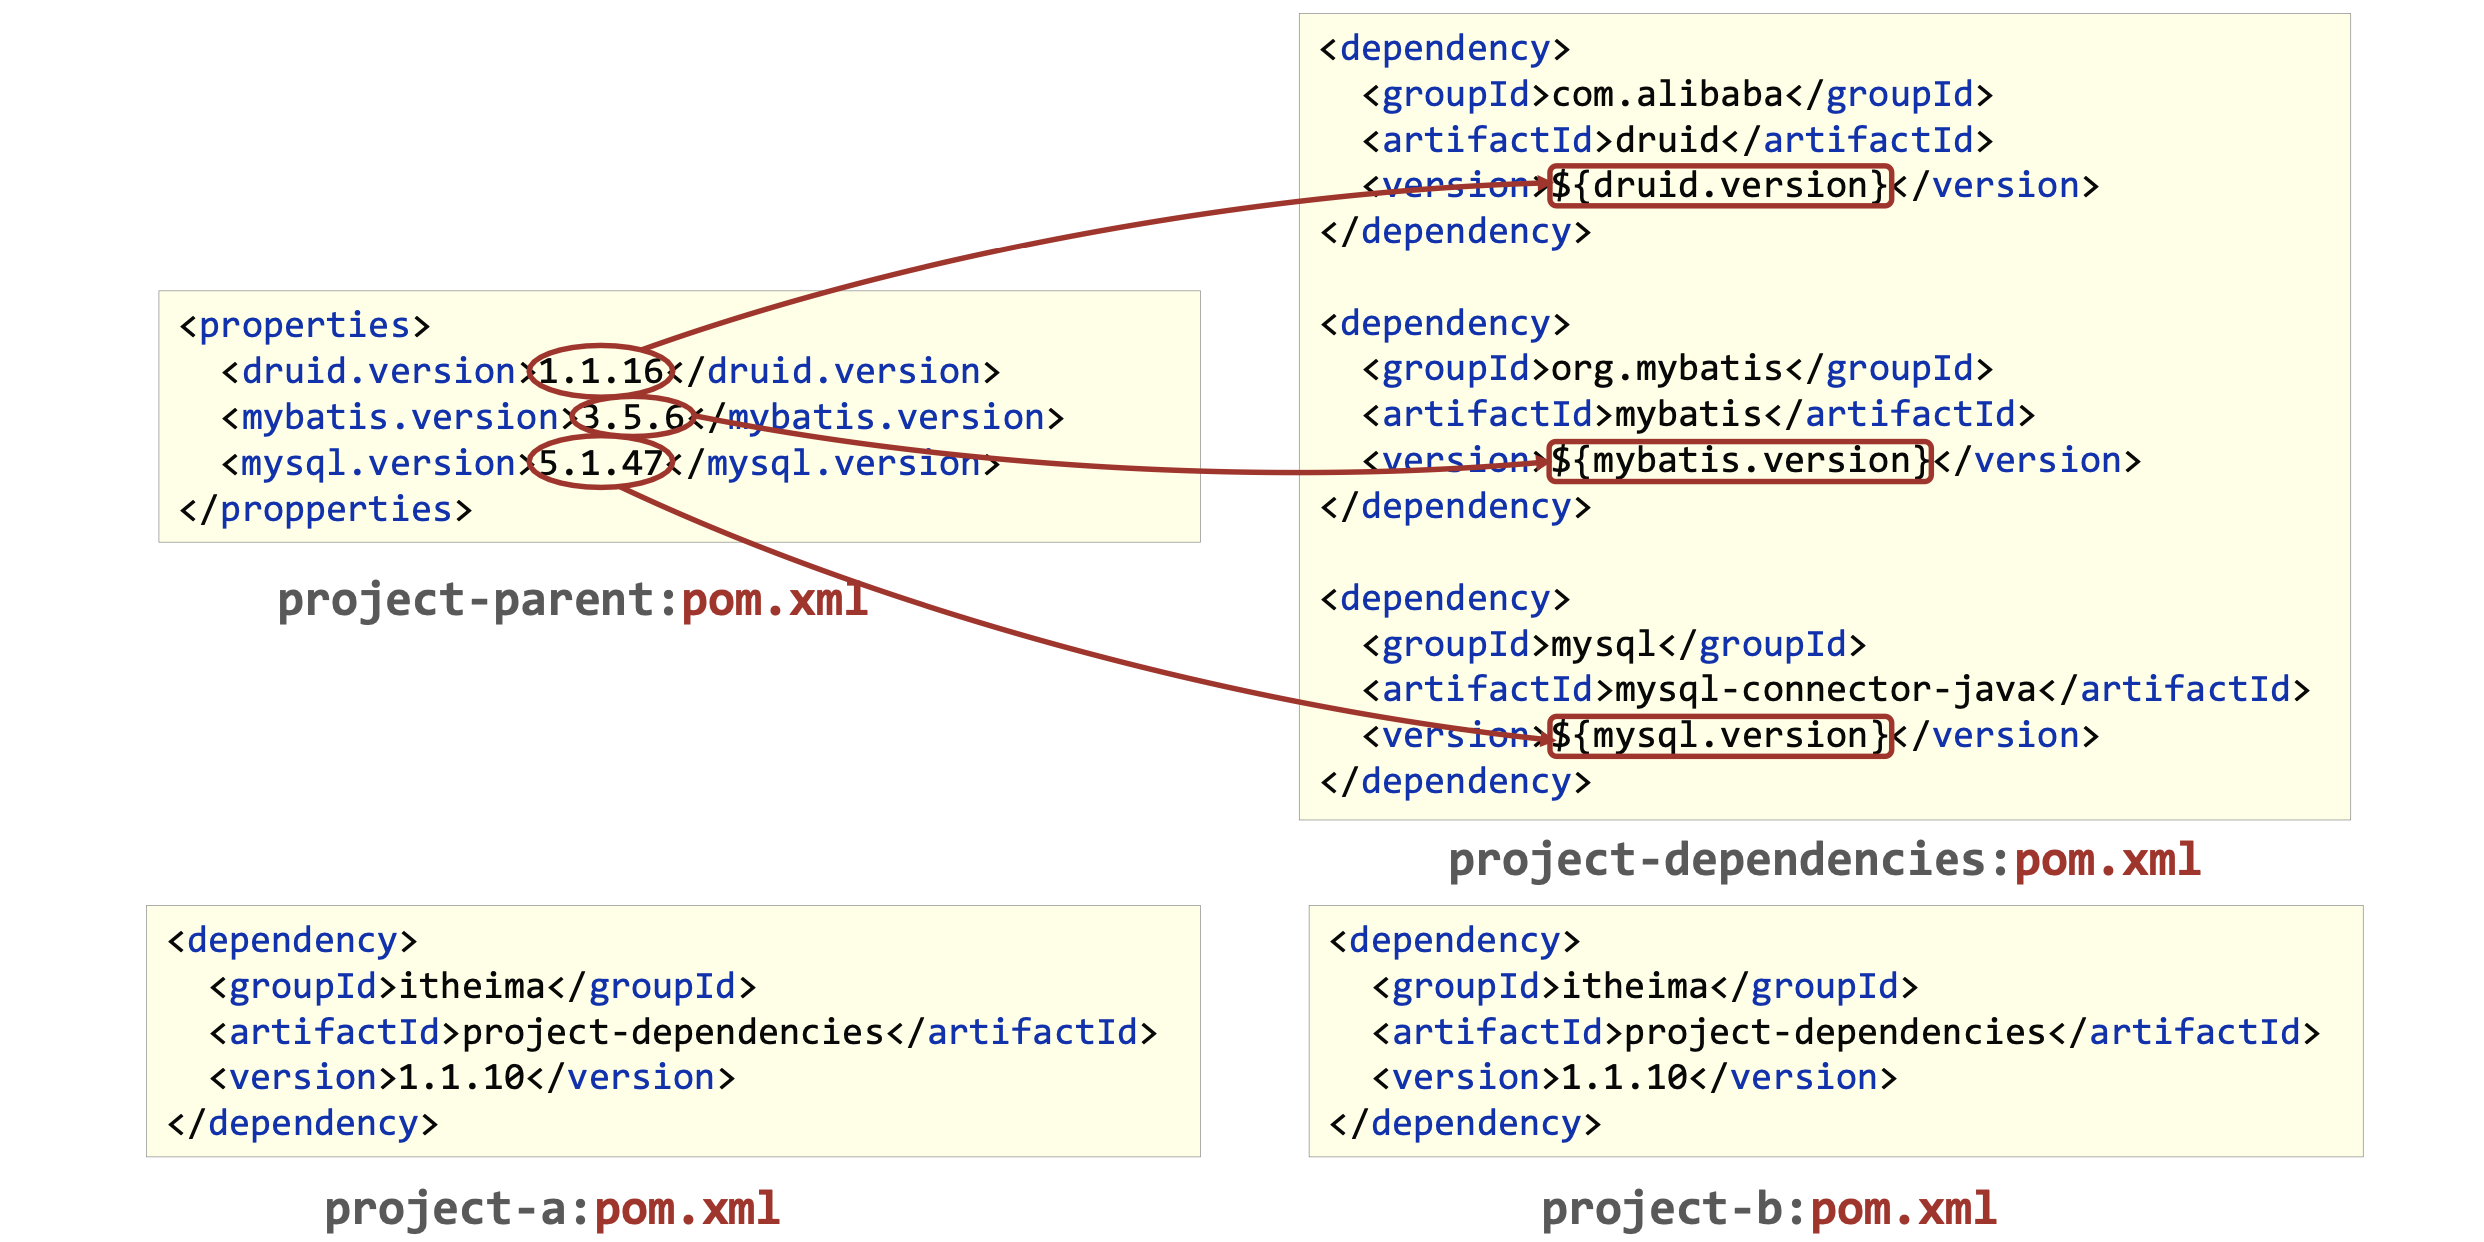 <properties>
  <druid.version>1.1.16</druid.version>
  <mybatis.version>3.5.6</mybatis.version>
  <mysql.version>5.1.47</mysql.version>
</propperties>
project-parent:pom.xml
<dependency>
  <groupId>com.alibaba</groupId>
  <artifactId>druid</artifactId>
  <version>${druid.version}</version>
</dependency>
<dependency>
  <groupId>org.mybatis</groupId>
  <artifactId>mybatis</artifactId>
  <version>${mybatis.version}</version>
</dependency>
<dependency>
  <groupId>mysql</groupId>
  <artifactId>mysql-connector-java</artifactId>
  <version>${mysql.version}</version>
</dependency>
project-dependencies:pom.xml
<dependency>
  <groupId>itheima</groupId>
  <artifactId>project-dependencies</artifactId>
  <version>1.1.10</version>
</dependency>
project-a:pom.xml
<dependency>
  <groupId>itheima</groupId>
  <artifactId>project-dependencies</artifactId>
  <version>1.1.10</version>
</dependency>
project-b:pom.xml